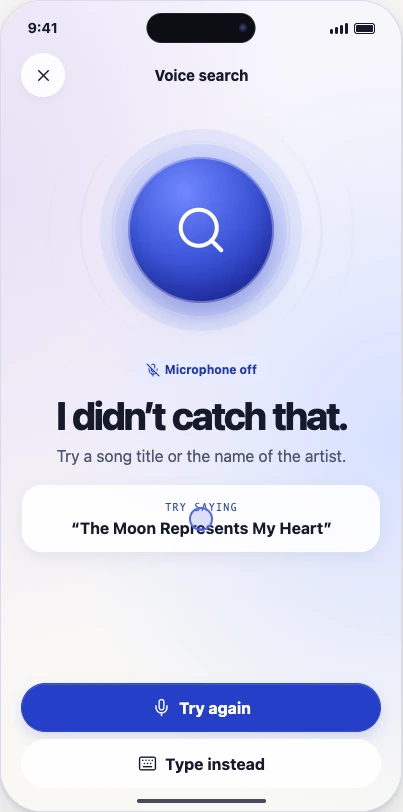 9:41
Voice search
Microphone off
I didn’t catch that.
Try a song title or the name of the artist.
TRY SAYING
“The Moon Represents My Heart”
Try again
Type instead